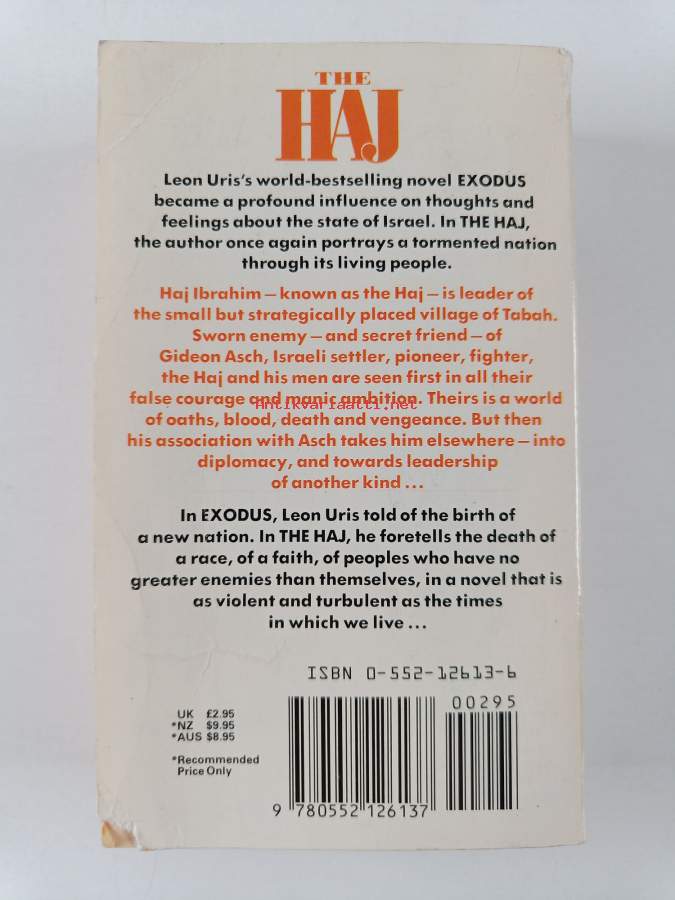 THE
HAJ
Leon Uris's world-bestselling novel EXODUS
became a profound influence on thoughts and
feelings about the state of Israel. In THE HAJ,
the author once again portrays a tormented nation
through its living people.
Haj Ibrahim – known as the Haj – is leader of
the small but strategically placed village of Tabah.
Sworn enemy – and secret friend – of
Gideon Asch, Israeli settler, pioneer, fighter,
the Haj and his men are seen first in all their
false courage and manic ambition. Theirs is a world
Antikvariaatti.net
of oaths, blood, death and vengeance. But then
his association with Asch takes him elsewhere – into
diplomacy, and towards leadership
of another kind ...
In EXODUS, Leon Uris told of the birth of
a new nation. In THE HAJ, he foretells the death of
a race, of a faith, of peoples who have no
greater enemies than themselves, in a novel that is
as violent and turbulent as the times
in which we live ...
ISBN 0-552-12613-6
00295
UK £2.95
*NZ $9.95
*AUS $8.95
*Recommended
Price Only
9 780552 126137